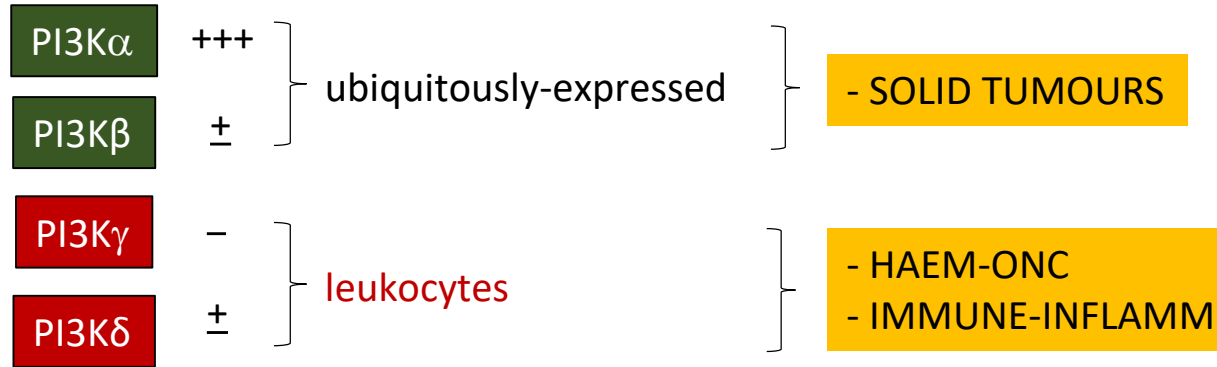 PI3Kα +++
ubiquitously-expressed - SOLID TUMOURS
PI3Kβ ±
PI3Kγ –
leukocytes - HAEM-ONC
- IMMUNE-INFLAMM
PI3Kδ ±